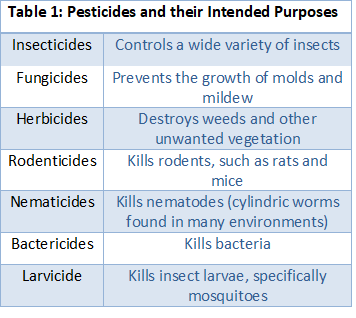 Table 1: Pesticides and their Intended Purposes
Insecticides Controls a wide variety of insects
Fungicides Prevents the growth of molds and
mildew
Herbicides Destroys weeds and other
unwanted vegetation
Rodenticides Kills rodents, such as rats and
mice
Nematicides Kills nematodes (cylindric worms
found in many environments)
Bactericides Kills bacteria
Larvicide Kills insect larvae, specifically
mosquitoes